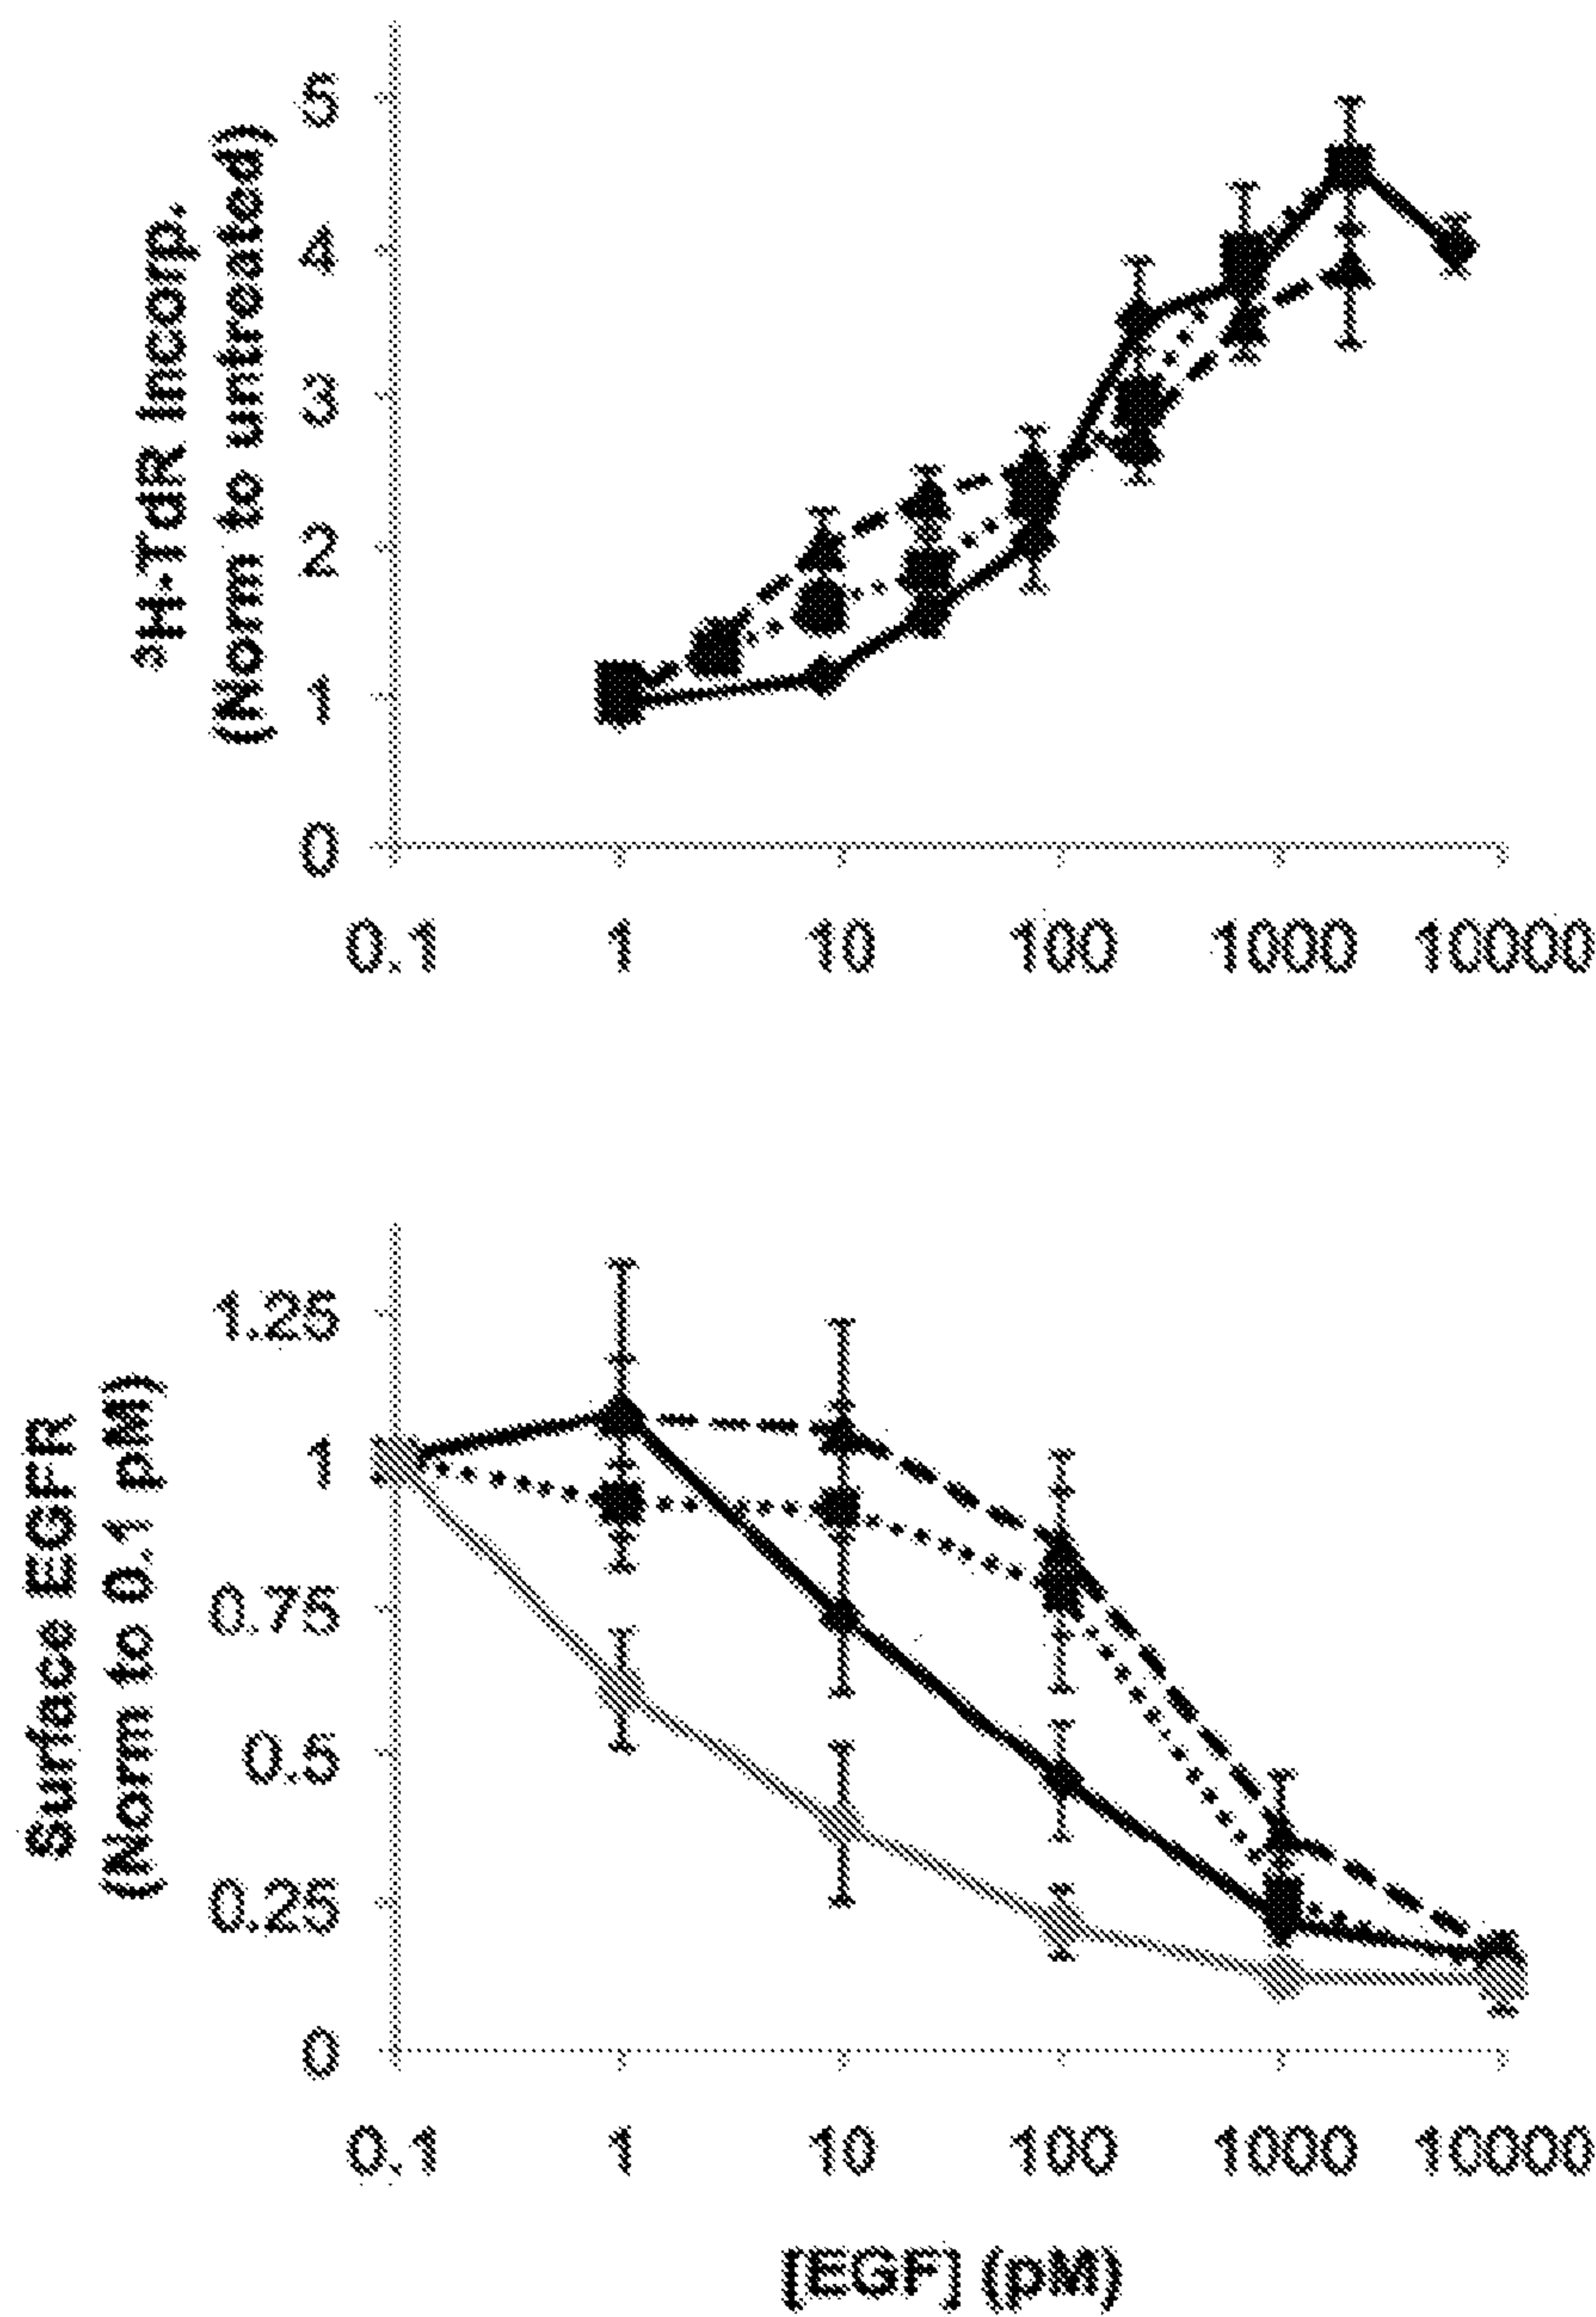 ³H-TdR Incorp.
(Norm to untreated)
5
4
3
2
1
0
0.1 1 10 100 1000 10000
Surface EGFR
(Norm to 0.1 pM)
1.25
1
0.75
0.5
0.25
0
0.1 1 10 100 1000 10000
[EGF] (pM)